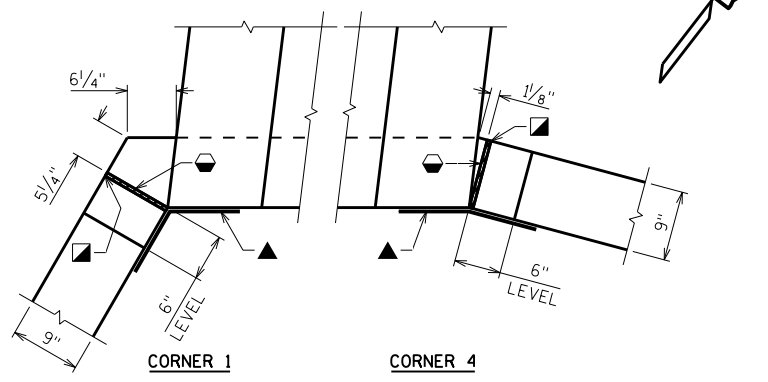 6 1/4"
1 1/8"
5 1/4"
9"
6"
LEVEL
6"
LEVEL
9"
CORNER 1
CORNER 4